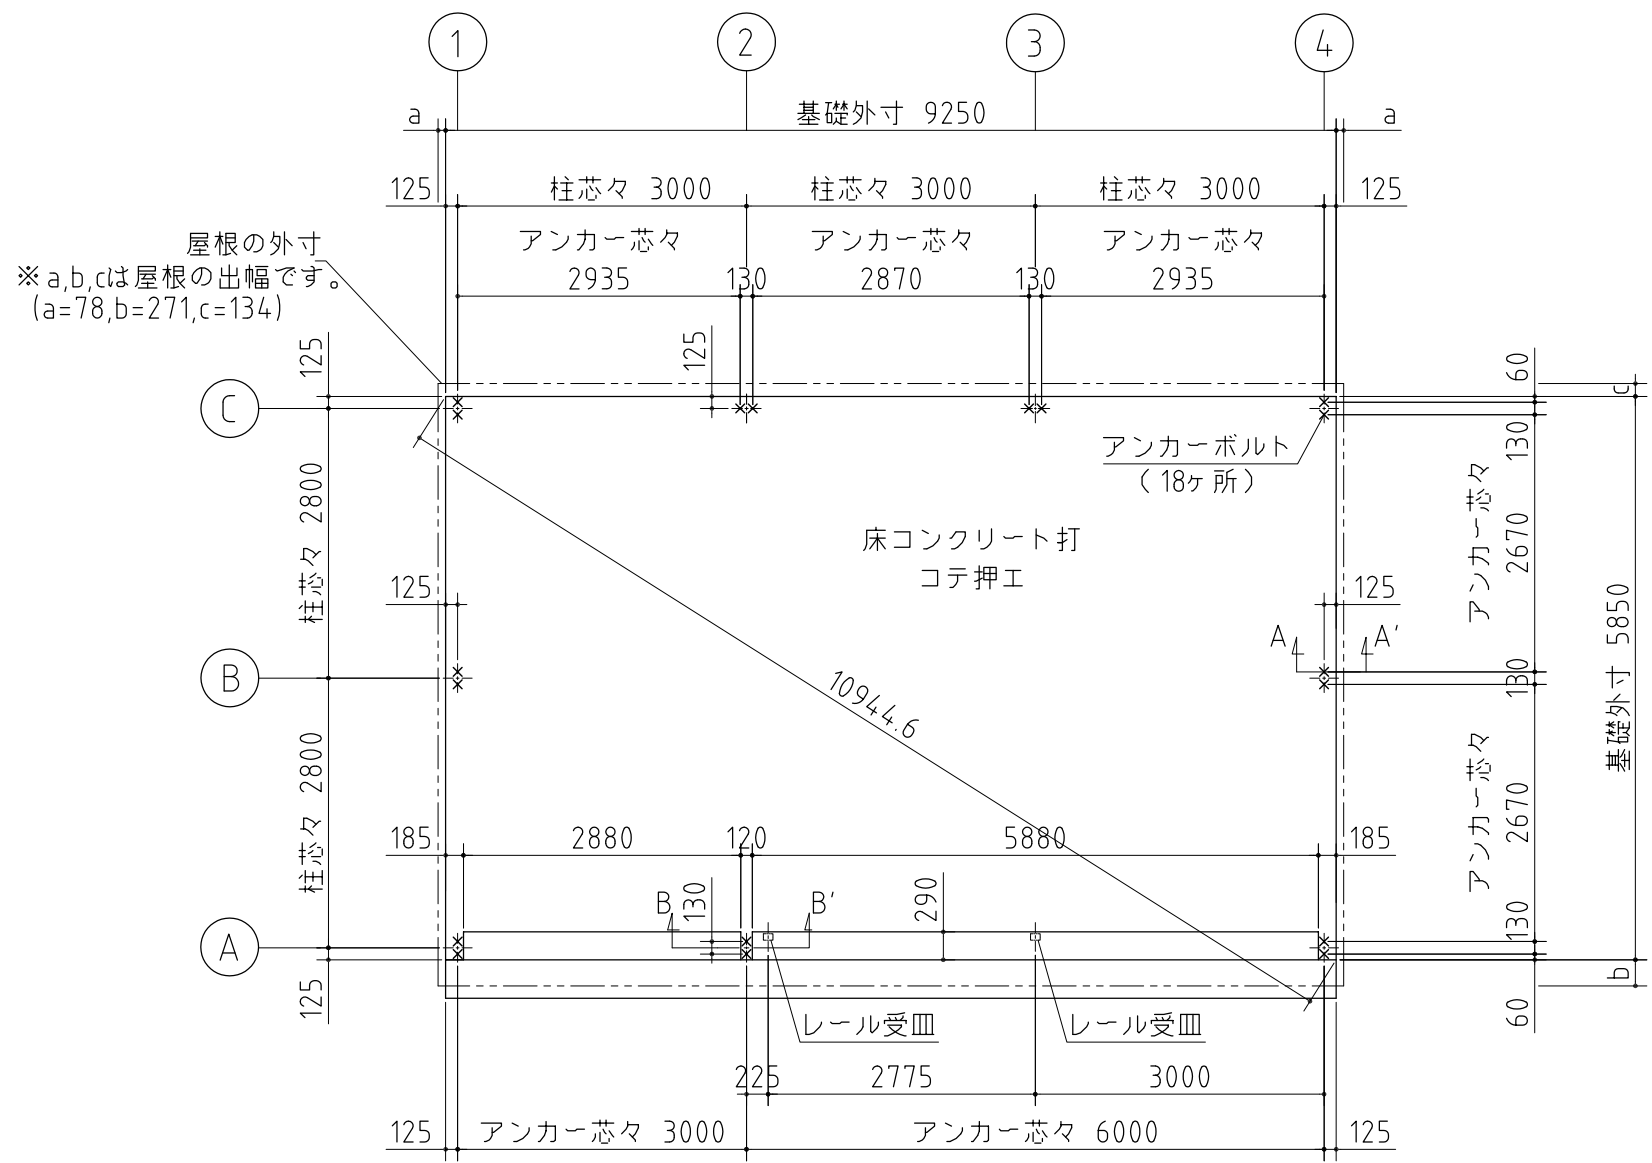 1 2 3 4
a 基礎外寸 9250 a
125 柱芯々 3000 柱芯々 3000 柱芯々 3000 125
アンカー芯々 アンカー芯々 アンカー芯々
2935 130 2870 130 2935
屋根の外寸
※a,b,cは屋根の出幅です。
(a=78,b=271,c=134)
125
125
60
c
C
130
アンカーボルト
(18ヶ所)
柱芯々 2800
アンカー芯々 2670
床コンクリート打
コテ押エ
125
125
A A'
基礎外寸 5850
B
130
10944.6
柱芯々 2800
アンカー芯々 2670
185 2880 120 5880 185
B 130 B' 290
130
A
125
b
60
レール受皿 レール受皿
225 2775 3000
125 アンカー芯々 3000 アンカー芯々 6000 125